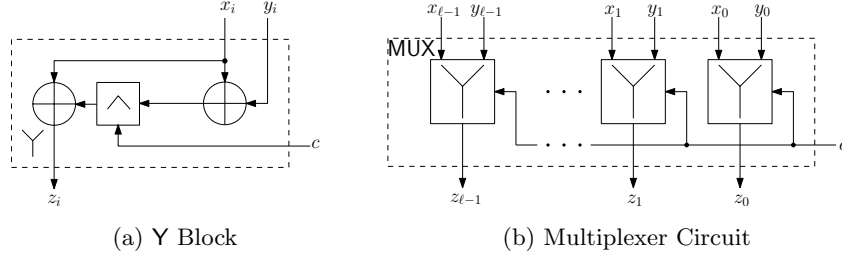 x_i y_i
∧
Y
c
z_i
(a) Y Block
x_{ℓ-1} y_{ℓ-1} x_1 y_1 x_0 y_0
MUX
Y · · · Y Y
· · · c
z_{ℓ-1} z_1 z_0
(b) Multiplexer Circuit